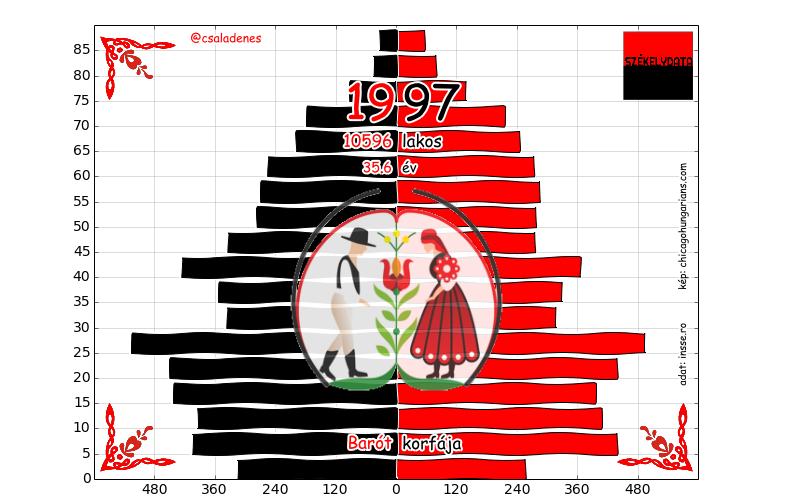 @csaladenes
SZÉKELYDATA
1997
10596 lakos
35.6 év
kép: chicagohungarians.com
adat: insse.ro
Barót korfája
85
80
75
70
65
60
55
50
45
40
35
30
25
20
15
10
5
0
480 360 240 120 0 120 240 360 480